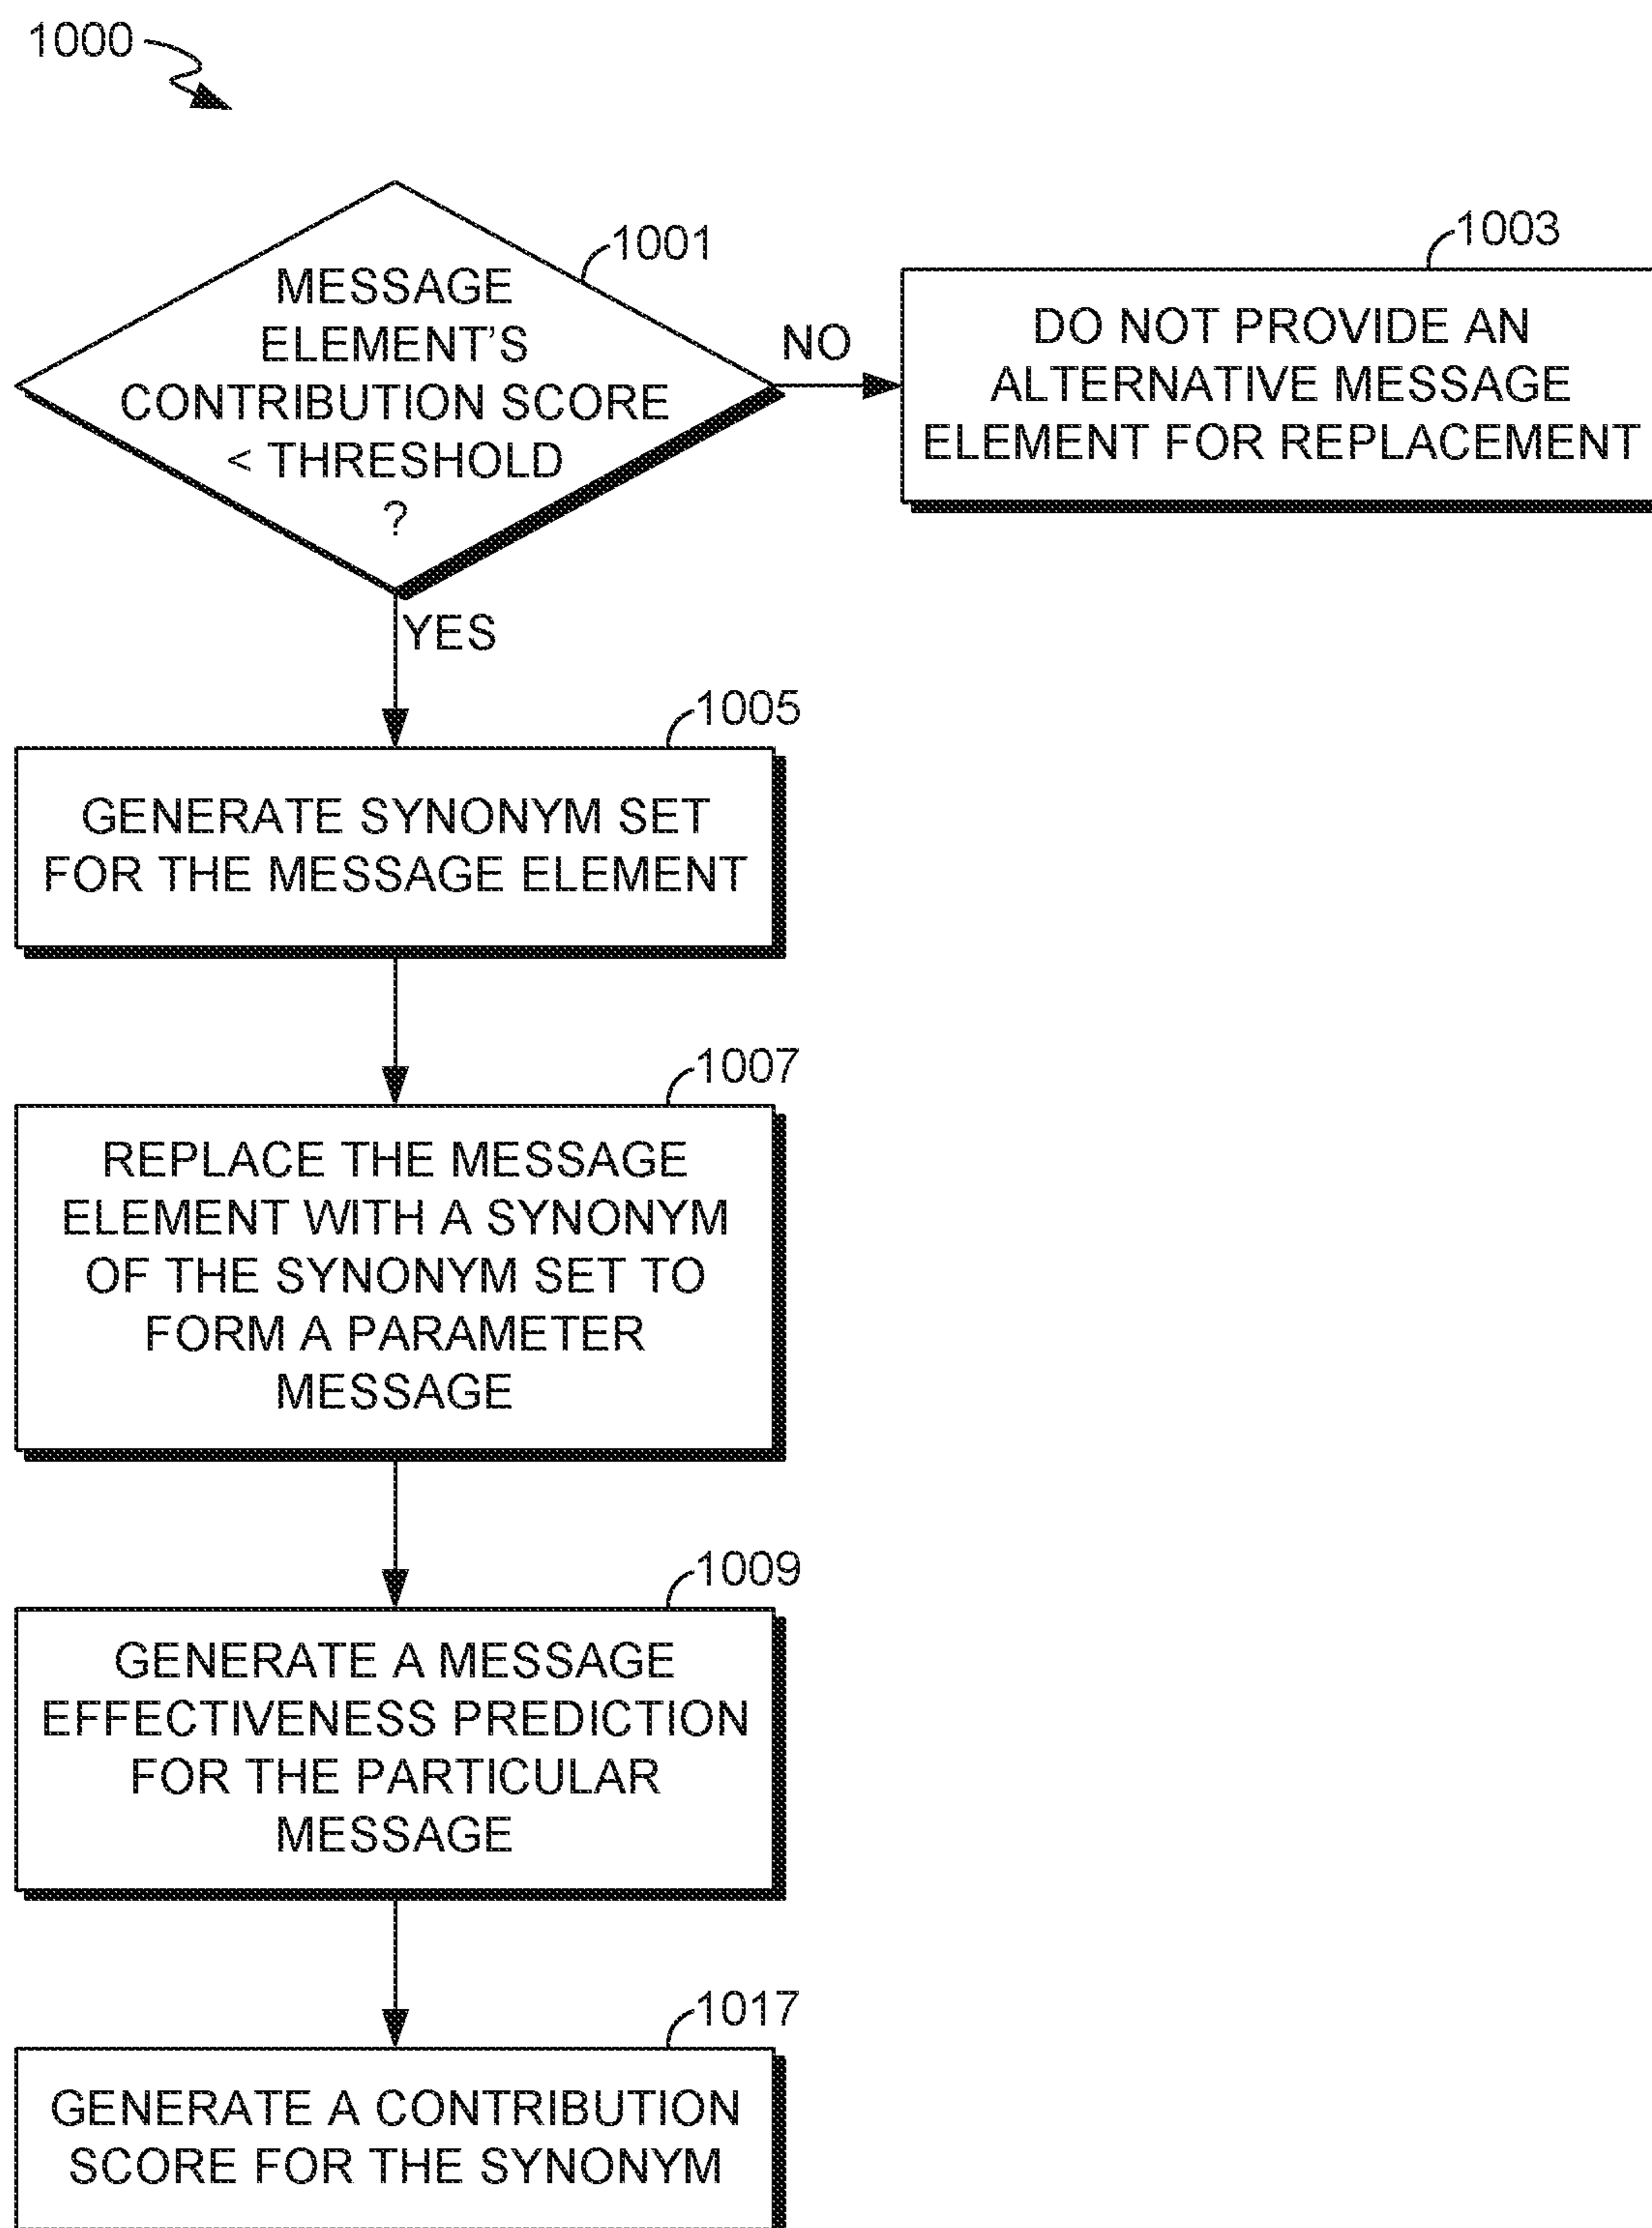 1000
1001
MESSAGE
ELEMENT'S
CONTRIBUTION SCORE
< THRESHOLD
?
NO
1003
DO NOT PROVIDE AN
ALTERNATIVE MESSAGE
ELEMENT FOR REPLACEMENT
YES
1005
GENERATE SYNONYM SET
FOR THE MESSAGE ELEMENT
1007
REPLACE THE MESSAGE
ELEMENT WITH A SYNONYM
OF THE SYNONYM SET TO
FORM A PARAMETER
MESSAGE
1009
GENERATE A MESSAGE
EFFECTIVENESS PREDICTION
FOR THE PARTICULAR
MESSAGE
1017
GENERATE A CONTRIBUTION
SCORE FOR THE SYNONYM